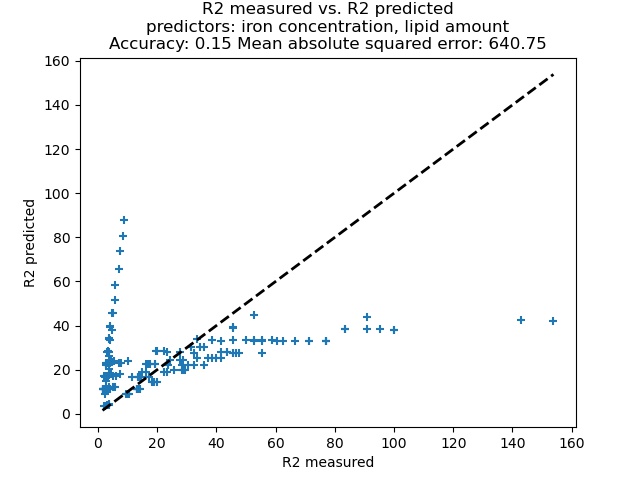 R2 measured vs. R2 predicted
predictors: iron concentration, lipid amount
Accuracy: 0.15 Mean absolute squared error: 640.75
160
140
120
100
80
60
40
20
0
R2 predicted
0 20 40 60 80 100 120 140 160
R2 measured